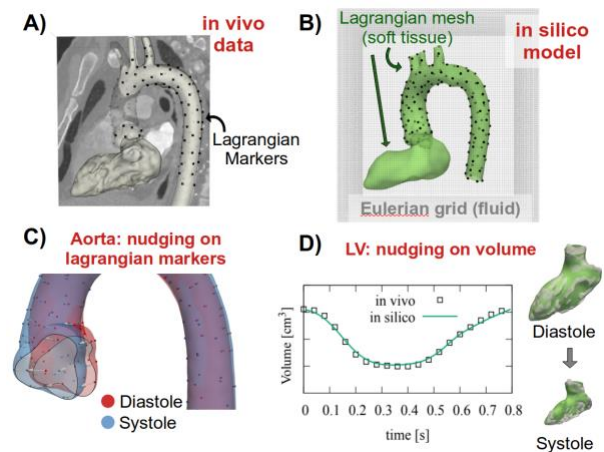 A)
in vivo
data
Lagrangian
Markers
B)
Lagrangian mesh
(soft tissue)
in silico
model
Eulerian grid (fluid)
C)
Aorta: nudging on
lagrangian markers
Diastole
Systole
D)
LV: nudging on volume
Volume [cm³]
in vivo
in silico
0 0.1 0.2 0.3 0.4 0.5 0.6 0.7 0.8
time [s]
Diastole
Systole